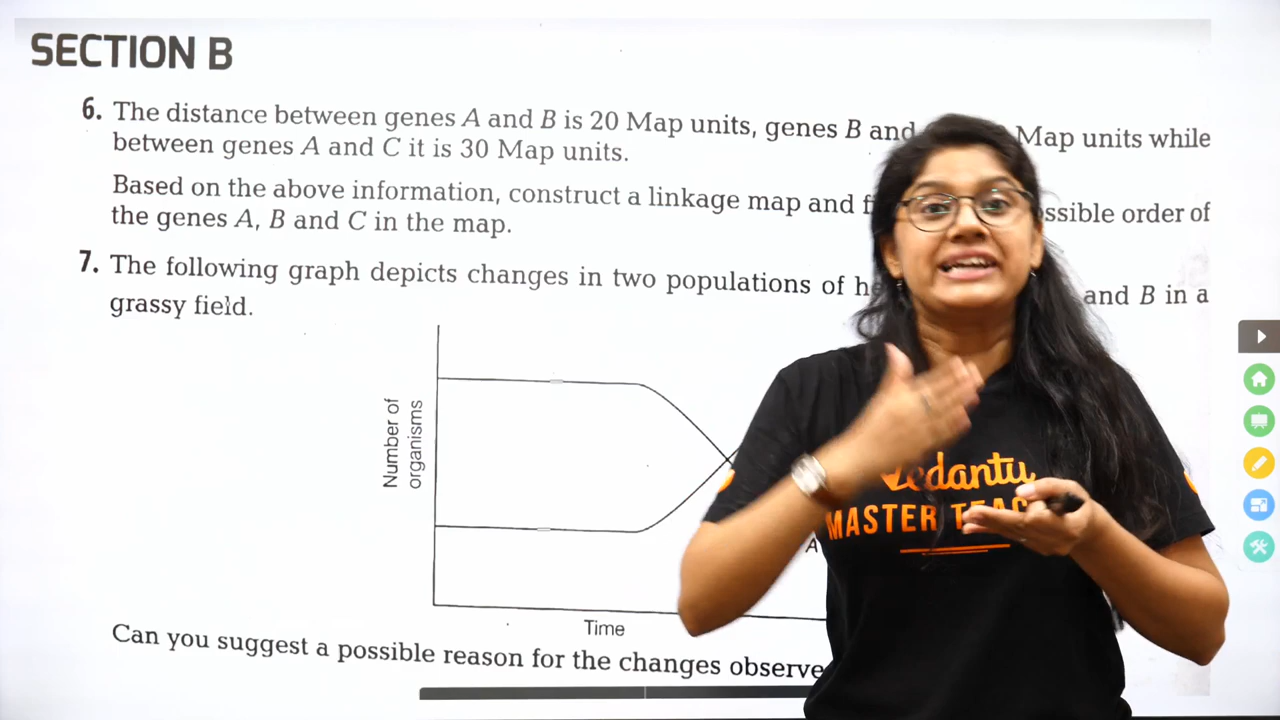 SECTION B
6. The distance between genes A and B is 20 Map units, genes B and Map units while
between genes A and C it is 30 Map units.
Based on the above information, construct a linkage map and ssible order of
the genes A, B and C in the map.
7. The following graph depicts changes in two populations of and B in a
grassy field.
Number of
organisms
A
Time
Can you suggest a possible reason for the changes observe
Vedantu
MASTER